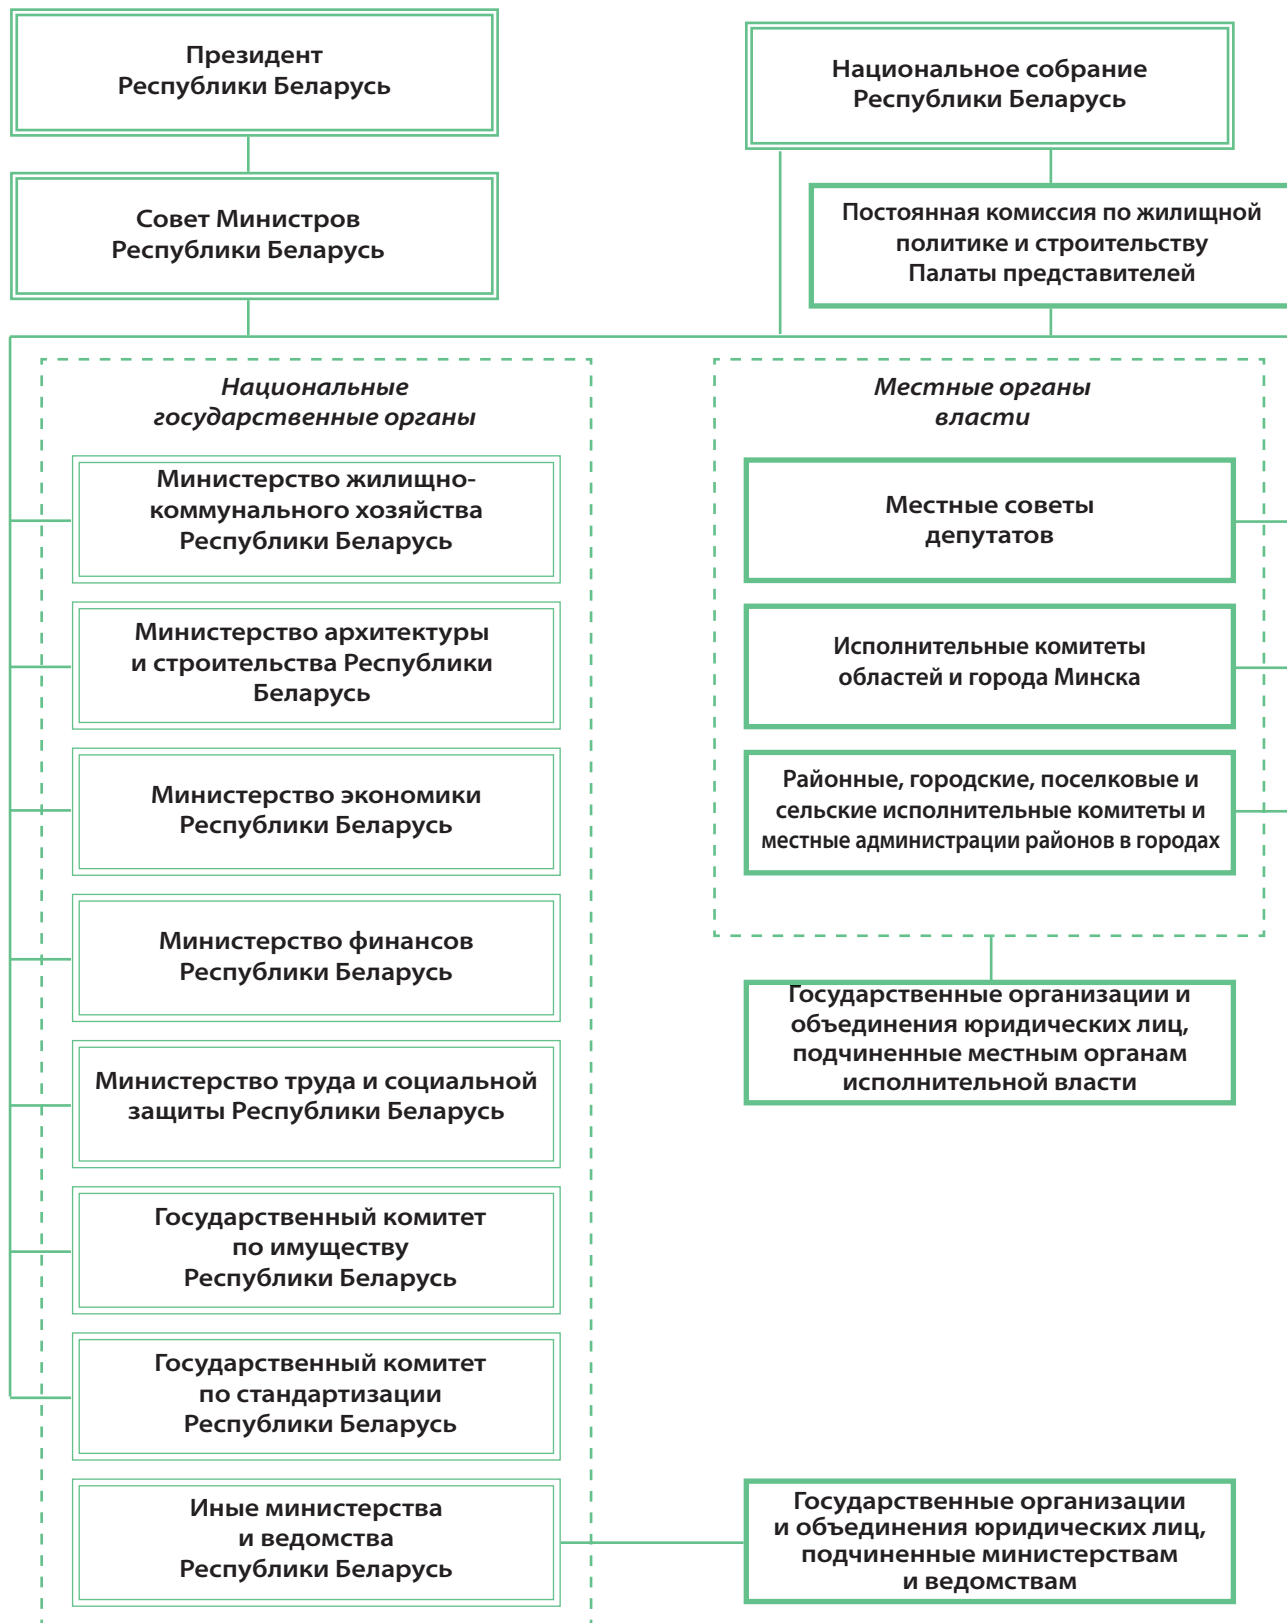 Президент
Республики Беларусь
Национальное собрание
Республики Беларусь
Совет Министров
Республики Беларусь
Постоянная комиссия по жилищной
политике и строительству
Палаты представителей
Национальные
государственные органы
Министерство жилищно-
коммунального хозяйства
Республики Беларусь
Министерство архитектуры
и строительства Республики
Беларусь
Министерство экономики
Республики Беларусь
Министерство финансов
Республики Беларусь
Министерство труда и социальной
защиты Республики Беларусь
Государственный комитет
по имуществу
Республики Беларусь
Государственный комитет
по стандартизации
Республики Беларусь
Иные министерства
и ведомства
Республики Беларусь
Местные органы
власти
Местные советы
депутатов
Исполнительные комитеты
областей и города Минска
Районные, городские, поселковые и
сельские исполнительные комитеты и
местные администрации районов в городах
Государственные организации и
объединения юридических лиц,
подчиненные местным органам
исполнительной власти
Государственные организации
и объединения юридических лиц,
подчиненные министерствам
и ведомствам